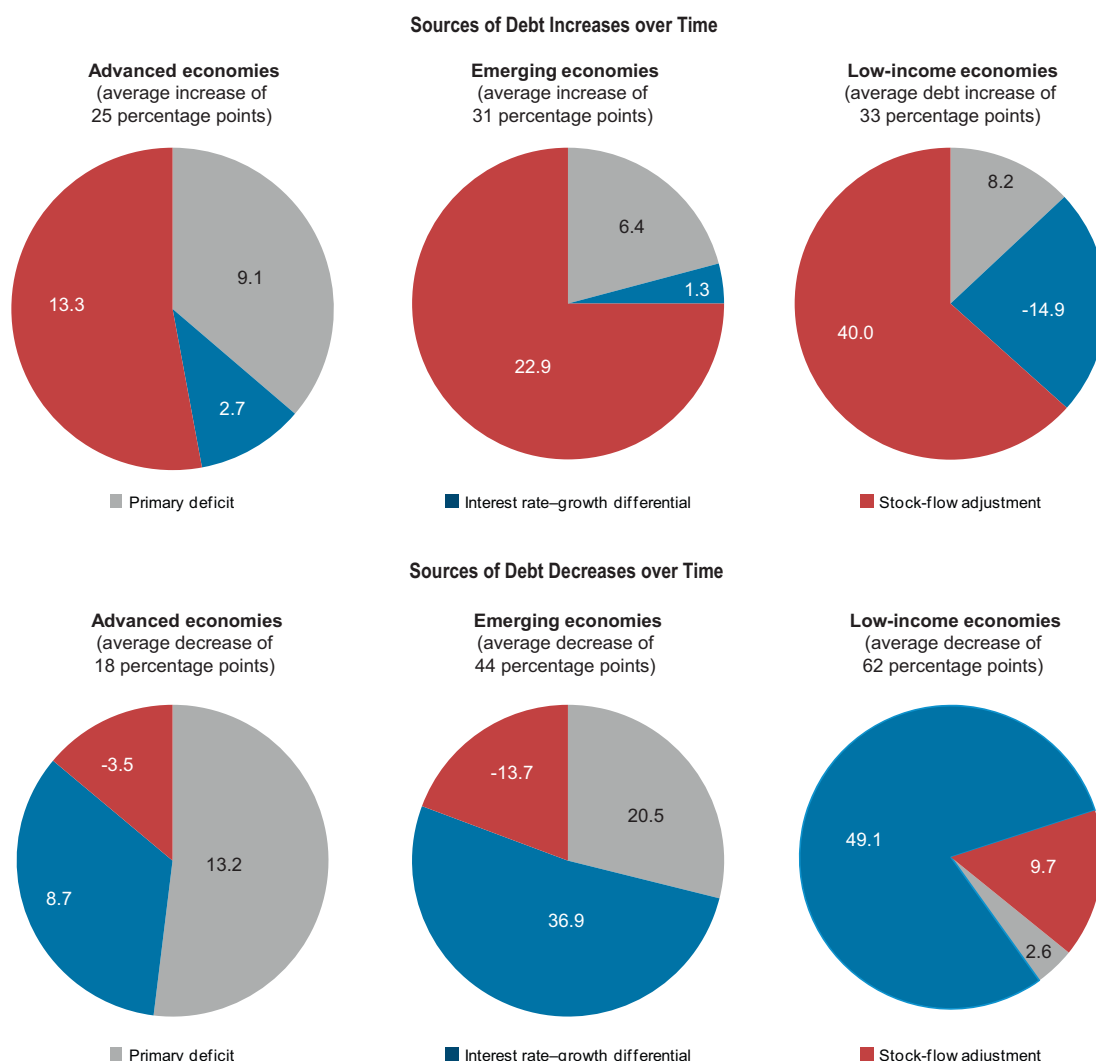 Sources of Debt Increases over Time
Advanced economies
(average increase of
25 percentage points)
Emerging economies
(average increase of
31 percentage points)
Low-income economies
(average debt increase of
33 percentage points)
9.1
2.7
13.3
6.4
1.3
22.9
8.2
-14.9
40.0
Primary deficit
Interest rate–growth differential
Stock-flow adjustment
Sources of Debt Decreases over Time
Advanced economies
(average decrease of
18 percentage points)
Emerging economies
(average decrease of
44 percentage points)
Low-income economies
(average decrease of
62 percentage points)
-3.5
13.2
8.7
-13.7
20.5
36.9
49.1
9.7
2.6
Primary deficit
Interest rate–growth differential
Stock-flow adjustment